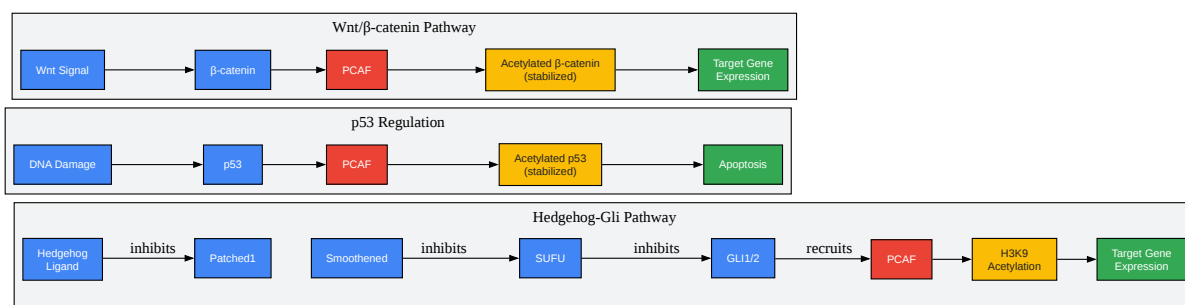 Wnt/β-catenin Pathway
Wnt Signal
β-catenin
PCAF
Acetylated β-catenin
(stabilized)
Target Gene
Expression
p53 Regulation
DNA Damage
p53
PCAF
Acetylated p53
(stabilized)
Apoptosis
Hedgehog-Gli Pathway
Hedgehog
Ligand
inhibits
Patched1
Smoothened
inhibits
SUFU
inhibits
GLI1/2
recruits
PCAF
H3K9
Acetylation
Target Gene
Expression